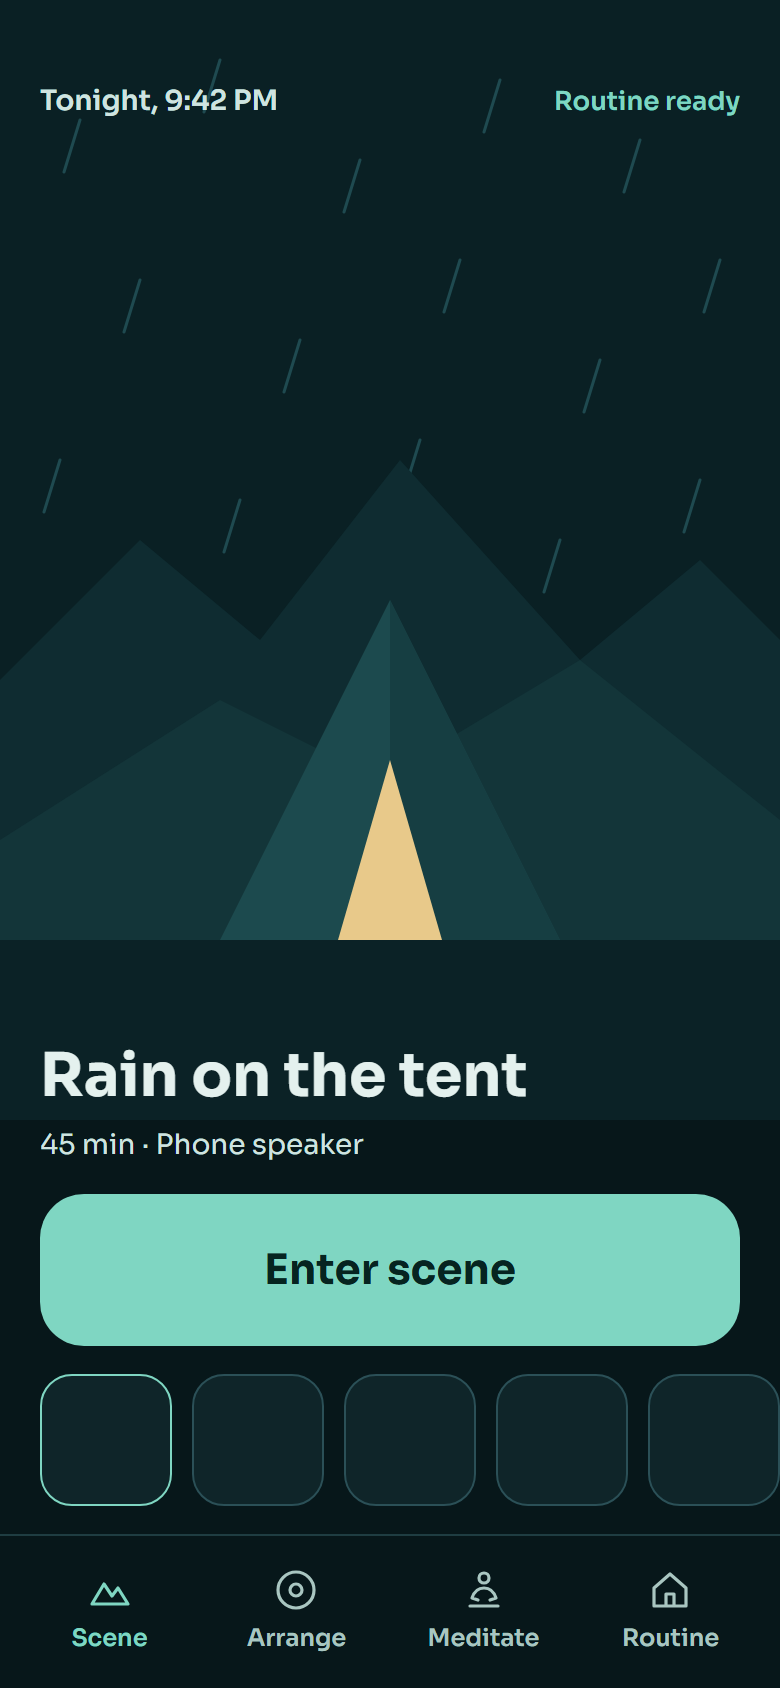 Tonight, 9:42 PM
Routine ready
Rain on the tent
45 min · Phone speaker
Enter scene
Scene
Arrange
Meditate
Routine